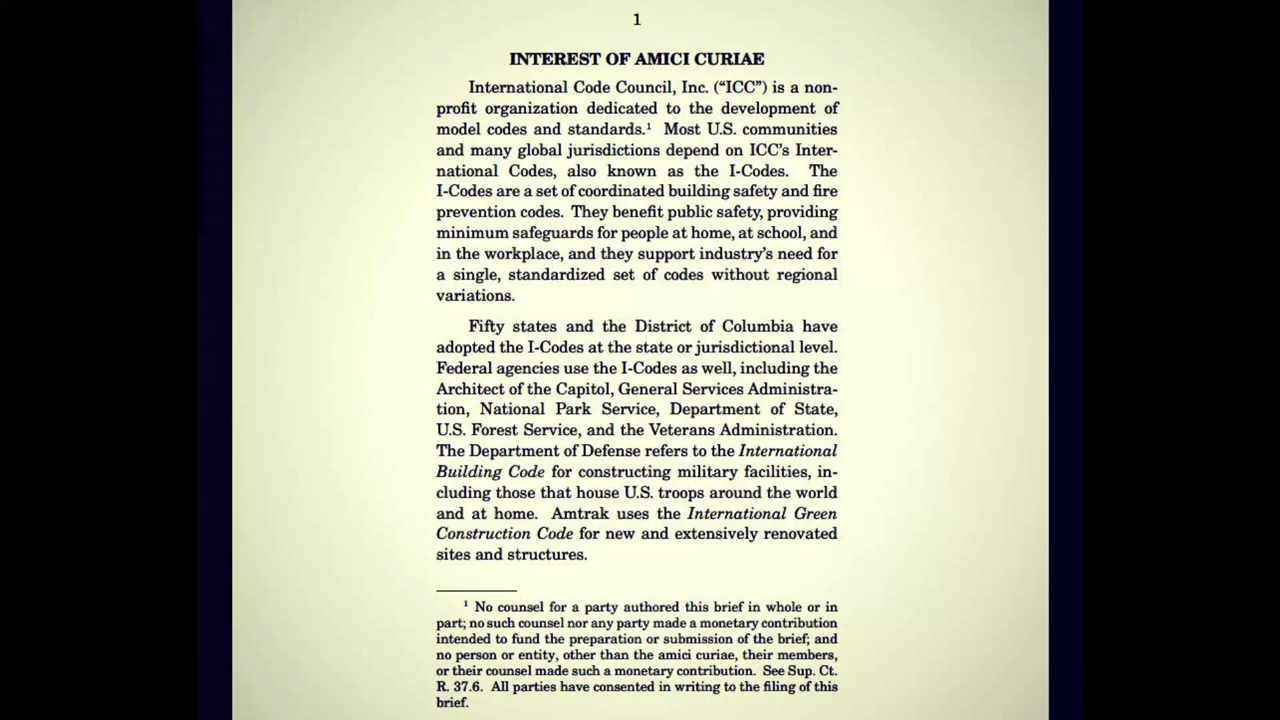 1
INTEREST OF AMICI CURIAE
International Code Council, Inc. (“ICC”) is a non-
profit organization dedicated to the development of
model codes and standards.¹ Most U.S. communities
and many global jurisdictions depend on ICC’s Inter-
national Codes, also known as the I-Codes. The
I-Codes are a set of coordinated building safety and fire
prevention codes. They benefit public safety, providing
minimum safeguards for people at home, at school, and
in the workplace, and they support industry’s need for
a single, standardized set of codes without regional
variations.
Fifty states and the District of Columbia have
adopted the I-Codes at the state or jurisdictional level.
Federal agencies use the I-Codes as well, including the
Architect of the Capitol, General Services Administra-
tion, National Park Service, Department of State,
U.S. Forest Service, and the Veterans Administration.
The Department of Defense refers to the International
Building Code for constructing military facilities, in-
cluding those that house U.S. troops around the world
and at home. Amtrak uses the International Green
Construction Code for new and extensively renovated
sites and structures.
¹ No counsel for a party authored this brief in whole or in
part; no such counsel nor any party made a monetary contribution
intended to fund the preparation or submission of the brief; and
no person or entity, other than the amici curiae, their members,
or their counsel made such a monetary contribution. See Sup. Ct.
R. 37.6. All parties have consented in writing to the filing of this
brief.